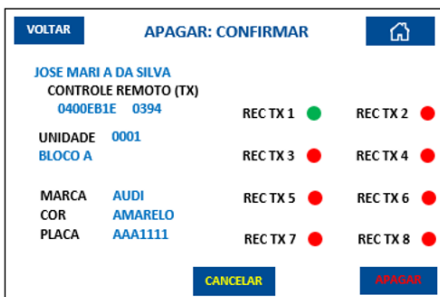 VOLTAR APAGAR: CONFIRMAR
JOSE MARI A DA SILVA
CONTROLE REMOTO (TX)
0400EB1E 0394
REC TX 1 REC TX 2
UNIDADE 0001
BLOCO A
REC TX 3 REC TX 4
MARCA AUDI
REC TX 5 REC TX 6
COR AMARELO
PLACA AAA1111
REC TX 7 REC TX 8
CANCELAR APAGAR